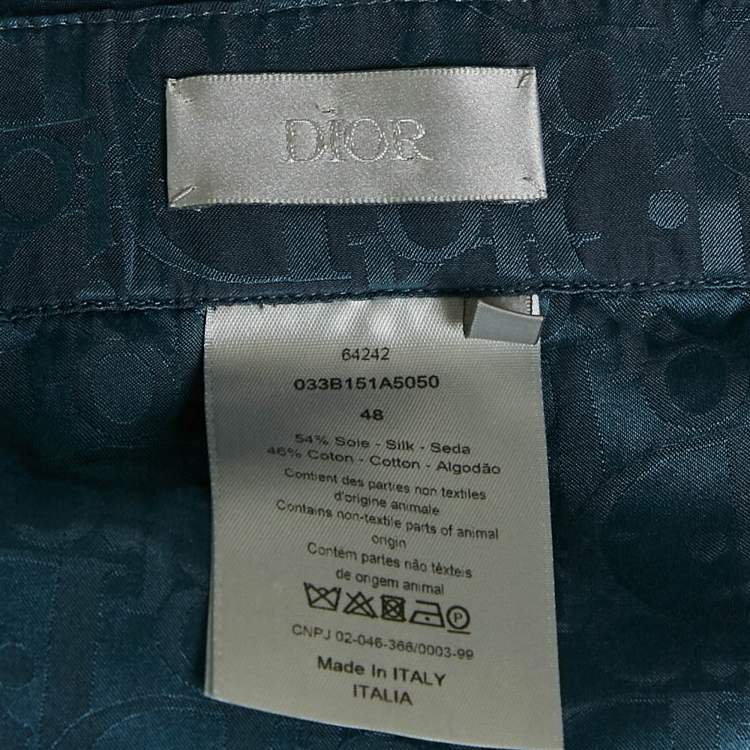 DIOR
64242
033B151A5050
48
54% Soie - Silk - Seda
46% Coton - Cotton - Algodão
Contient des parties non textiles
d'origine animale
Contains non-textile parts of animal
origin
Contém partes não têxteis
de origem animal
P
CNPJ 02-046-366/0003-99
Made In ITALY
ITALIA